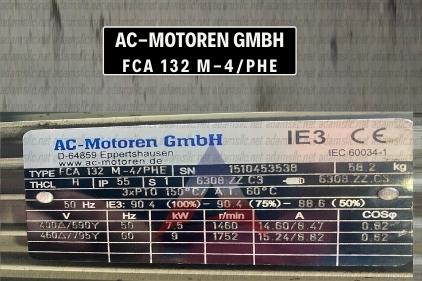 AC-MOTOREN GMBH
FCA 132 M-4/PHE
AC-Motoren GmbH IE3 CE
D-64859 Eppertshausen IEC 60034-1
www.ac-motoren.de
TYPE FCA 132 M-4/PHE SN 1510453538 58.2 kg
THCL H IP 55 S1 6308 ZZ C3 6308 ZZ C3
3xPTO 150°C/ A1 60°C
50 Hz IE3: 90.4 (100%) - 90.4 (75%) - 88.6 (50%)
V Hz kW r/min A COSφ
400Δ/690Y 50 7.5 1460 14.60/8.47 0.82
460Δ/795Y 60 9 1752 15.24/8.82 0.82